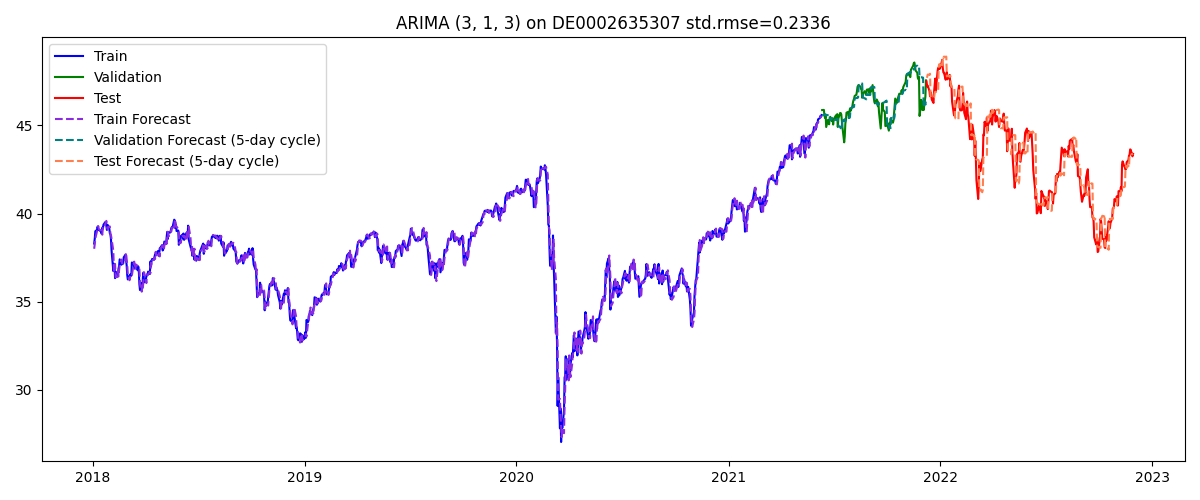 ARIMA (3, 1, 3) on DE0002635307 std.rmse=0.2336
Train
Validation
Test
Train Forecast
Validation Forecast (5-day cycle)
Test Forecast (5-day cycle)
45
40
35
30
2018 2019 2020 2021 2022 2023